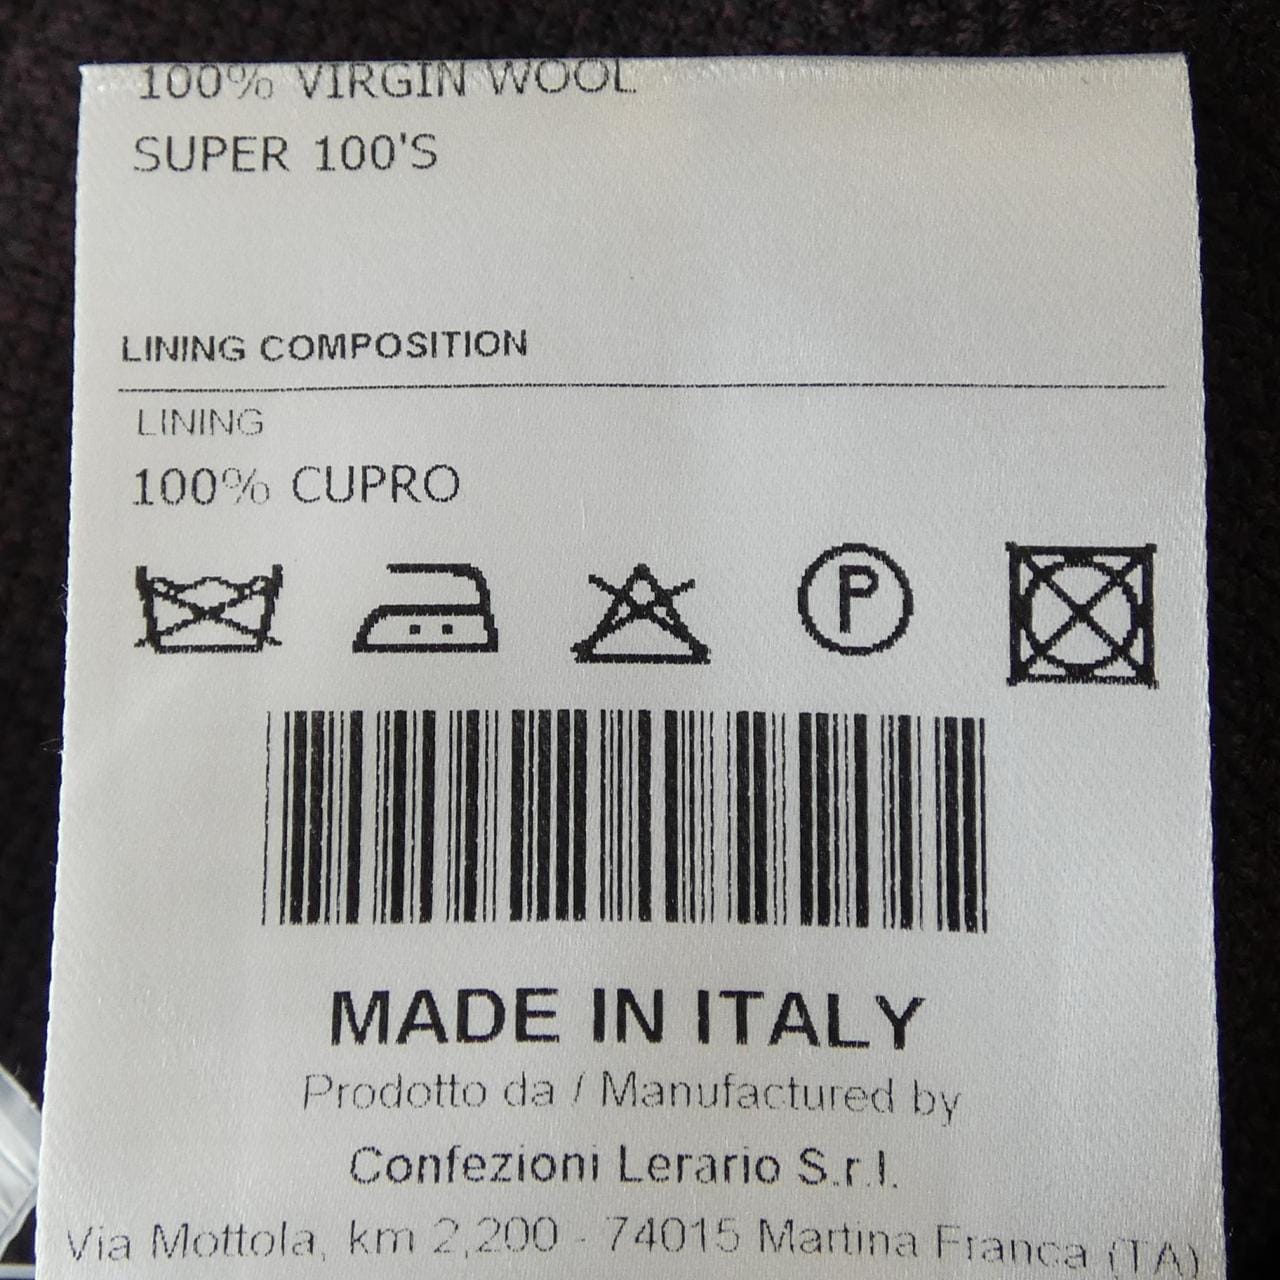 100% VIRGIN WOOL
SUPER 100'S
LINING COMPOSITION
LINING
100% CUPRO
P
MADE IN ITALY
Prodotto da / Manufactured by
Confezioni Lerario S.r.l.
Via Mottola, km 2,200 - 74015 Martina Franca (TA)